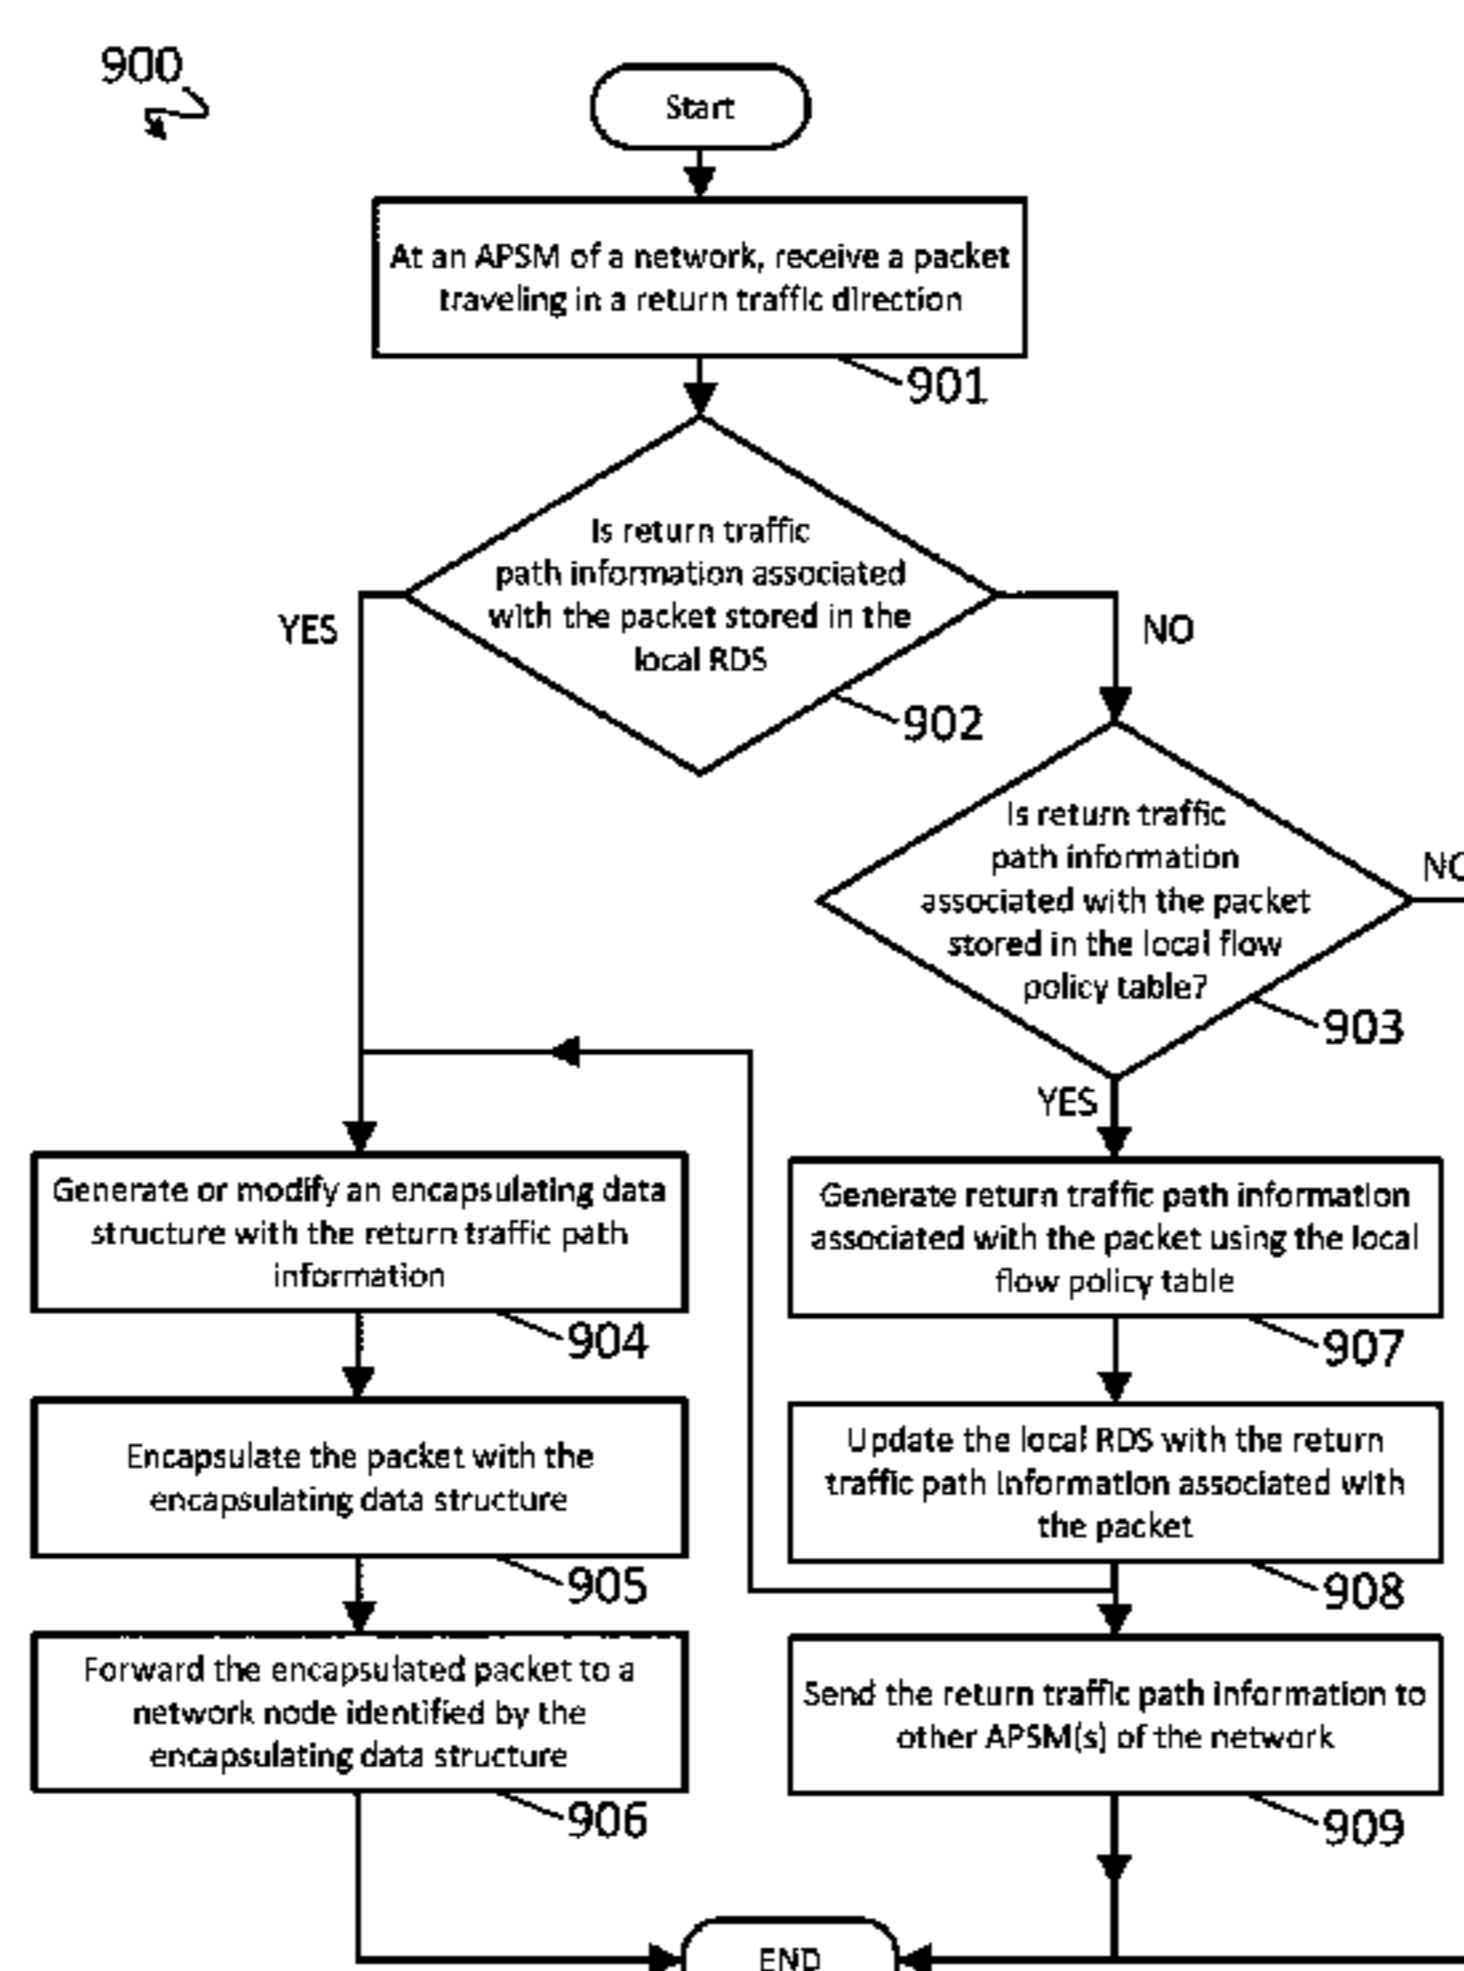 900
Start
At an APSM of a network, receive a packet
traveling in a return traffic direction
901
Is return traffic
path information associated
with the packet stored in the
local RDS
902
YES
NO
Is return traffic
path information
associated with the packet
stored in the local flow
policy table?
903
NO
YES
Generate or modify an encapsulating data
structure with the return traffic path
information
904
Generate return traffic path information
associated with the packet using the local
flow policy table
907
Encapsulate the packet with the
encapsulating data structure
905
Update the local RDS with the return
traffic path information associated with
the packet
908
Forward the encapsulated packet to a
network node identified by the
encapsulating data structure
906
Send the return traffic path information to
other APSM(s) of the network
909
END